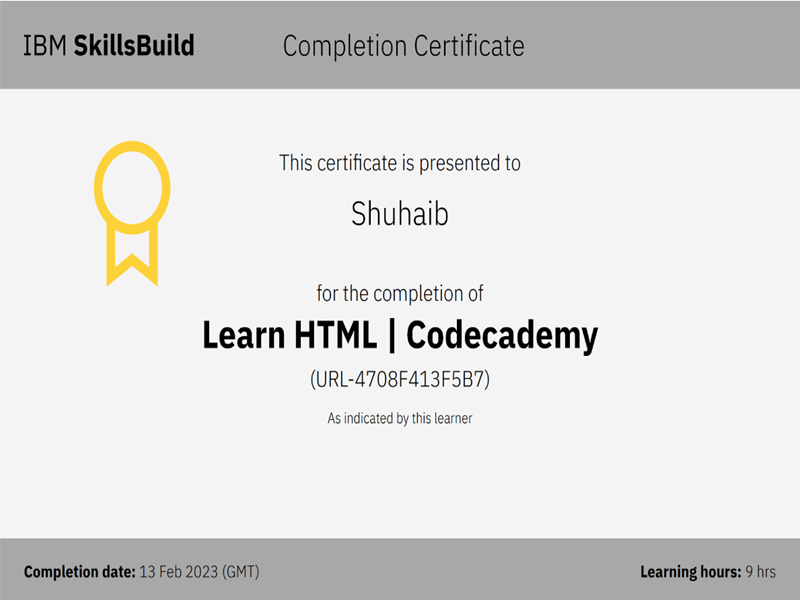 IBM SkillsBuild
Completion Certificate
This certificate is presented to
Shuhaib
for the completion of
Learn HTML | Codecademy
(URL-4708F413F5B7)
As indicated by this learner
Completion date: 13 Feb 2023 (GMT)
Learning hours: 9 hrs